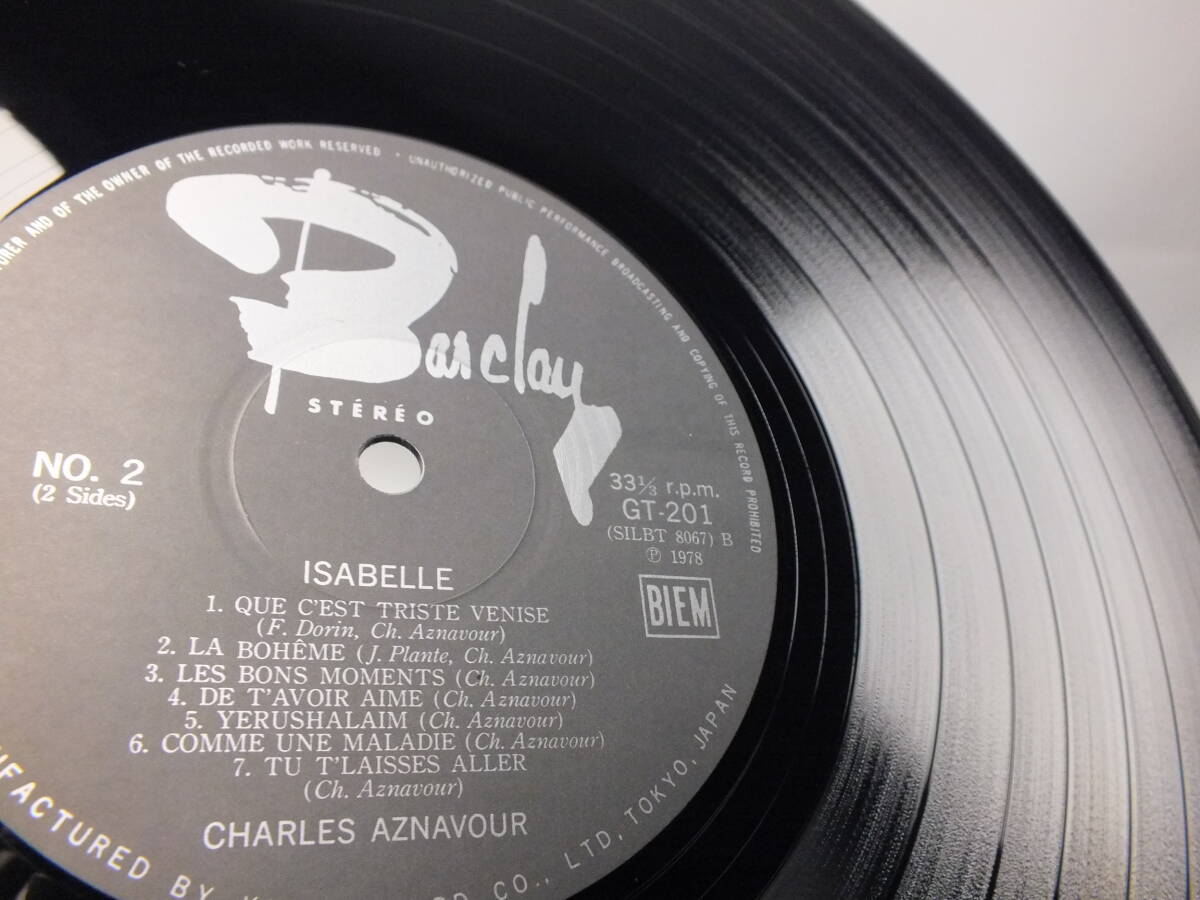 URER AND OF THE OWNER OF THE RECORDED WORK RESERVED · UNAUTHORIZED PUBLIC PERFORMANCE BROADCASTING AND COPYING OF THIS RECORD PROHIBITED
Barclay
STÉRÉO
NO. 2
(2 Sides)
33⅓ r.p.m.
GT-201
(SILBT 8067) B
Ⓟ 1978
BIEM
ISABELLE
1. QUE C'EST TRISTE VENISE
(F. Dorin, Ch. Aznavour)
2. LA BOHÊME (J. Plante, Ch. Aznavour)
3. LES BONS MOMENTS (Ch. Aznavour)
4. DE T'AVOIR AIME (Ch. Aznavour)
5. YERUSHALAIM (Ch. Aznavour)
6. COMME UNE MALADIE (Ch. Aznavour)
7. TU T'LAISSES ALLER
(Ch. Aznavour)
CHARLES AZNAVOUR
UFACTURED BY K RD CO., LTD, TOKYO, JAPAN